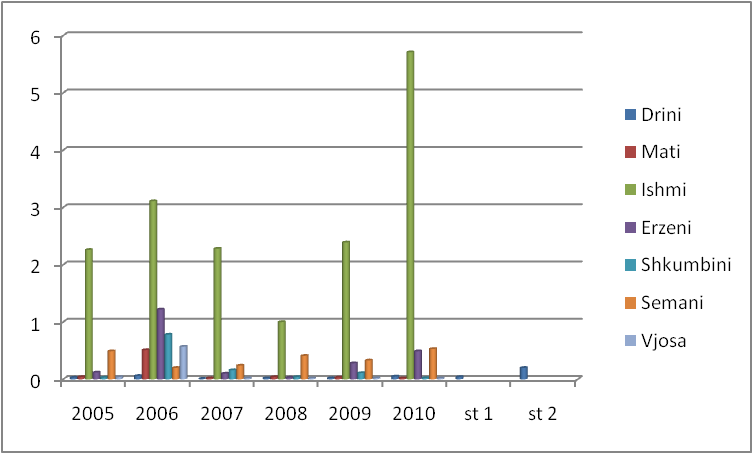 6
5
4
3
2
1
0
2005 2006 2007 2008 2009 2010 st 1 st 2
Drini
Mati
Ishmi
Erzeni
Shkumbini
Semani
Vjosa